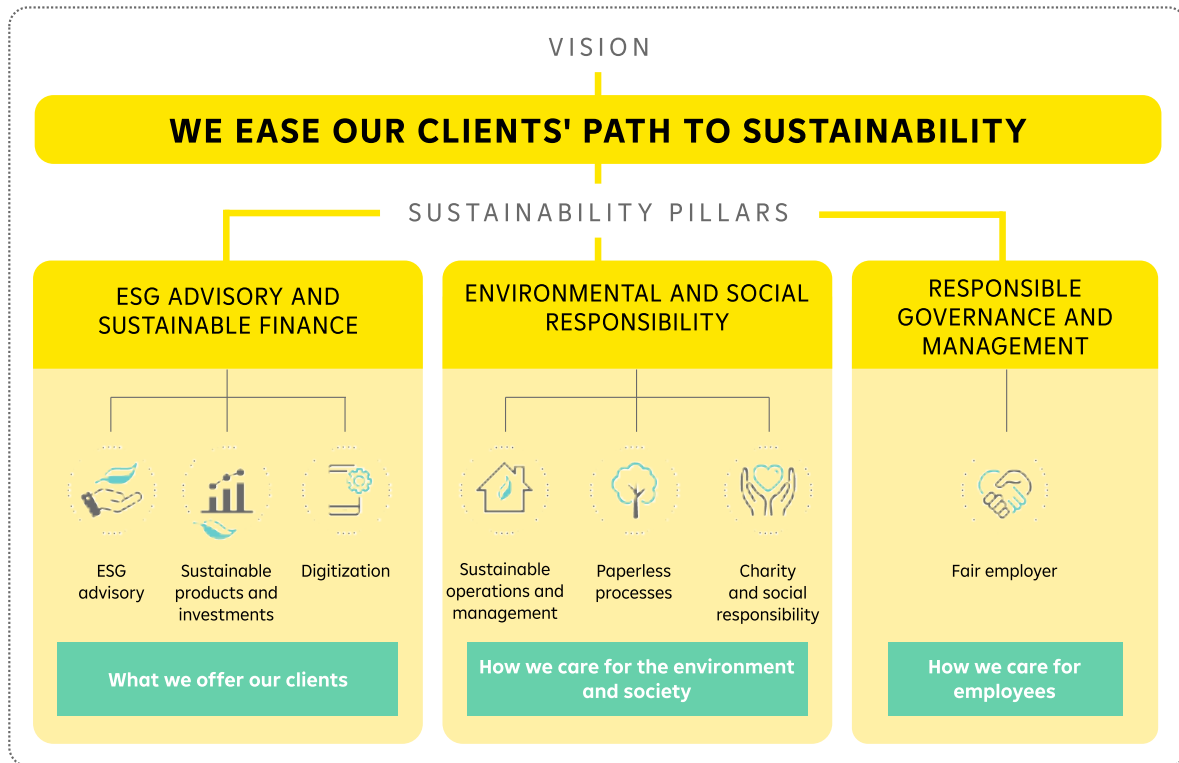 VISION
WE EASE OUR CLIENTS' PATH TO SUSTAINABILITY
SUSTAINABILITY PILLARS
ESG ADVISORY AND
SUSTAINABLE FINANCE
ESG
advisory
Sustainable
products and
investments
Digitization
What we offer our clients
ENVIRONMENTAL AND SOCIAL
RESPONSIBILITY
Sustainable
operations and
management
Paperless
processes
Charity
and social
responsibility
How we care for the environment
and society
RESPONSIBLE
GOVERNANCE AND
MANAGEMENT
Fair employer
How we care for
employees